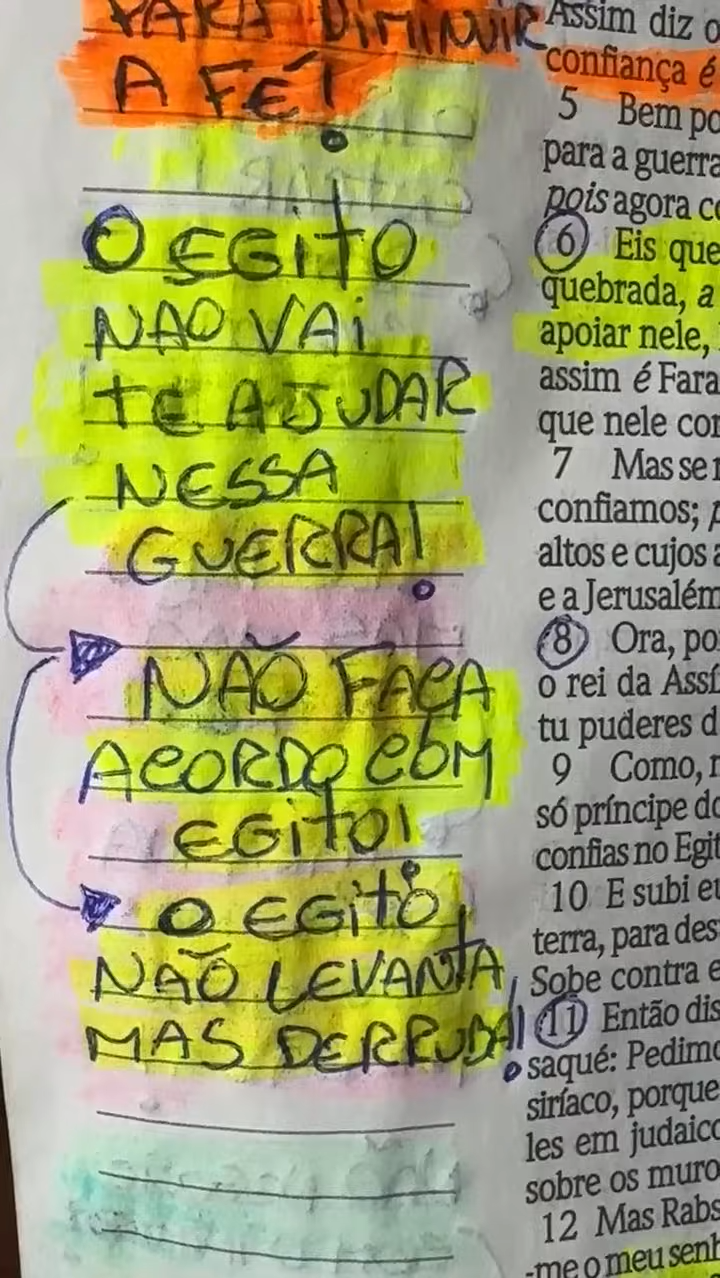 PARA DIMINUIR
A FÉ!
O EGITO
NAO VAI
TE AJUDAR
NESSA
GUERRA!
NÃO FAÇA
ACORDO COM
EGITO!
O EGITO
NÃO LEVANTA
MAS DERRUBA!
Assim diz o
confiança é
5 Bem po
para a guerra
pois agora co
6 Eis que
quebrada, a
apoiar nele,
assim é Fara
que nele con
7 Mas se
confiamos;
altos e cujos a
e a Jerusalém
8 Ora, po
o rei da Assí
tu puderes d
9 Como,
só príncipe do
confias no Egit
10 E subi eu
terra, para des
Sobe contra e
11 Então dis
saqué: Pedimo
siríaco, porque
les em judaico
sobre os muro
12 Mas Rabs
-me o meu senh